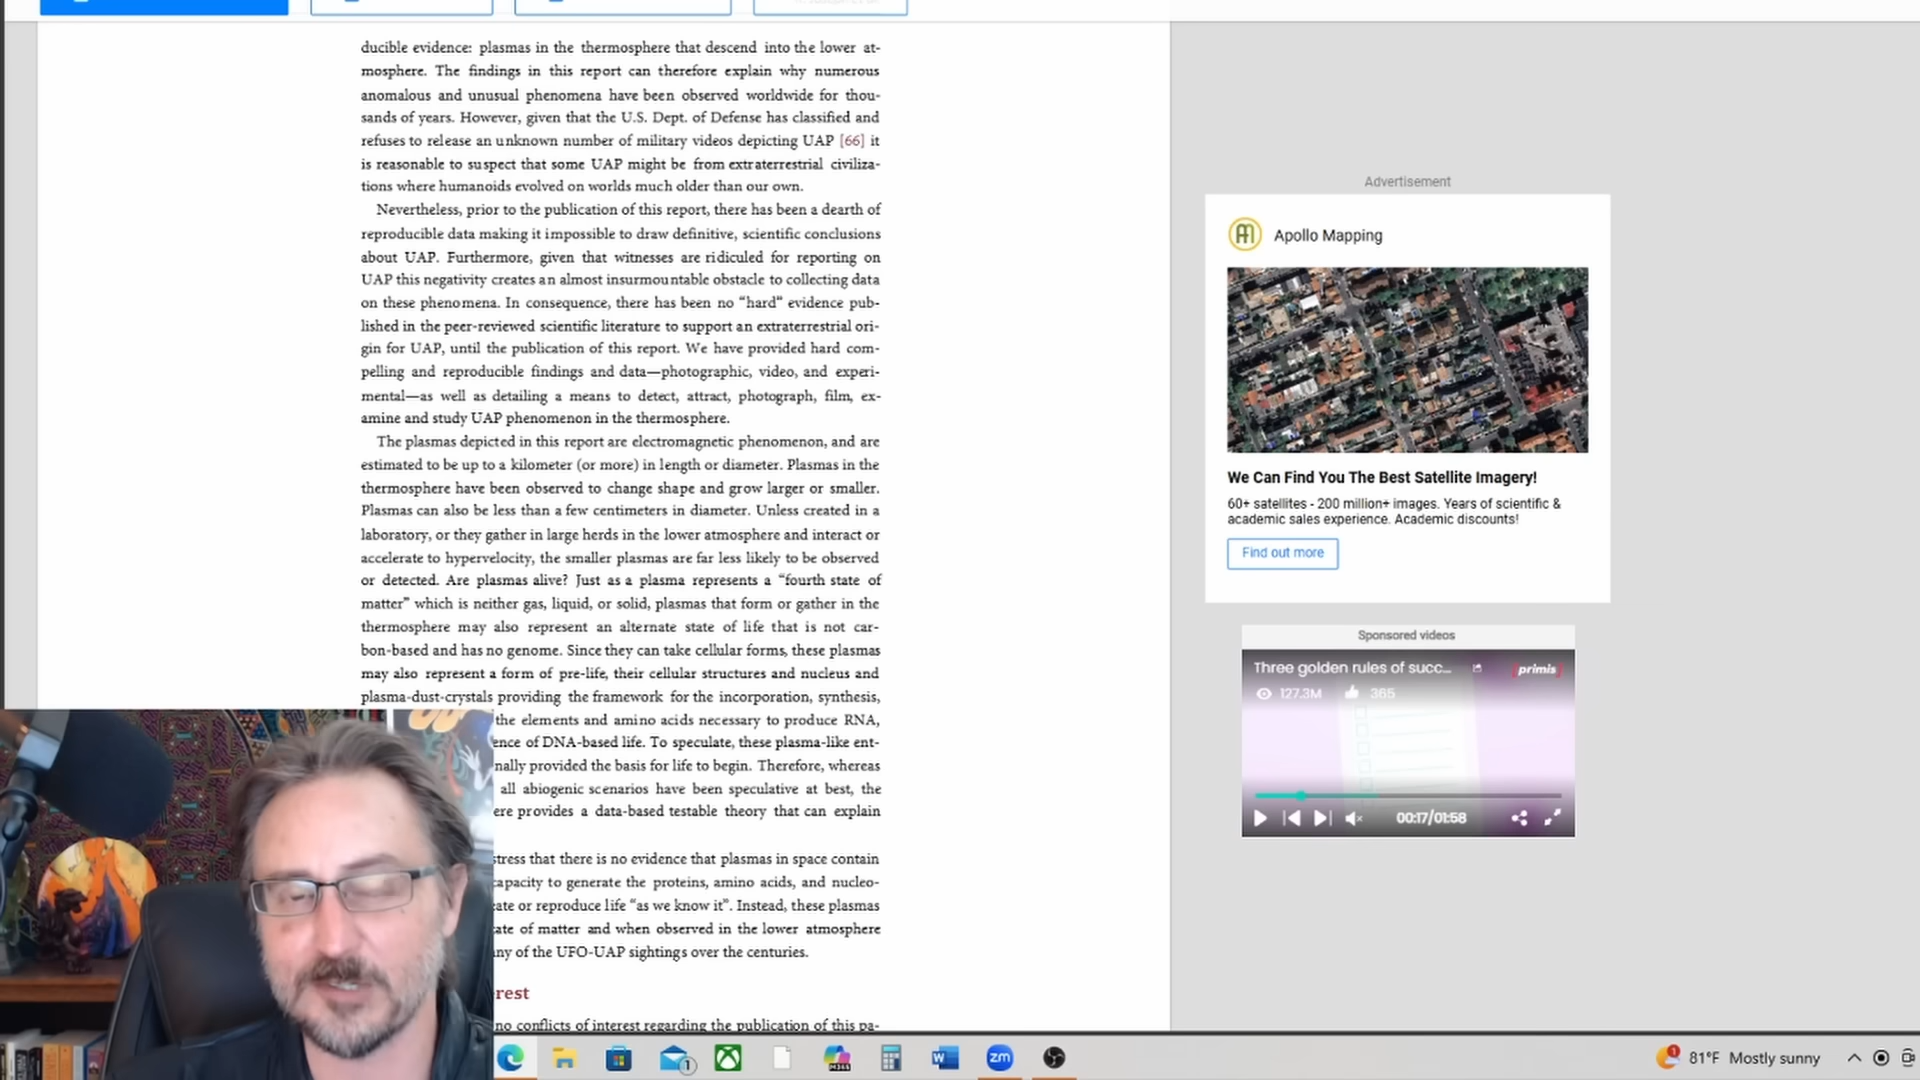 ducible evidence: plasmas in the thermosphere that descend into the lower at-
mosphere. The findings in this report can therefore explain why numerous
anomalous and unusual phenomena have been observed worldwide for thou-
sands of years. However, given that the U.S. Dept. of Defense has classified and
refuses to release an unknown number of military videos depicting UAP [66] it
is reasonable to suspect that some UAP might be from extraterrestrial civiliza-
tions where humanoids evolved on worlds much older than our own.
Nevertheless, prior to the publication of this report, there has been a dearth of
reproducible data making it impossible to draw definitive, scientific conclusions
about UAP. Furthermore, given that witnesses are ridiculed for reporting on
UAP this negativity creates an almost insurmountable obstacle to collecting data
on these phenomena. In consequence, there has been no “hard” evidence pub-
lished in the peer-reviewed scientific literature to support an extraterrestrial ori-
gin for UAP, until the publication of this report. We have provided hard com-
pelling and reproducible findings and data—photographic, video, and experi-
mental—as well as detailing a means to detect, attract, photograph, film, ex-
amine and study UAP phenomenon in the thermosphere.
The plasmas depicted in this report are electromagnetic phenomenon, and are
estimated to be up to a kilometer (or more) in length or diameter. Plasmas in the
thermosphere have been observed to change shape and grow larger or smaller.
Plasmas can also be less than a few centimeters in diameter. Unless created in a
laboratory, or they gather in large herds in the lower atmosphere and interact or
accelerate to hypervelocity, the smaller plasmas are far less likely to be observed
or detected. Are plasmas alive? Just as a plasma represents a “fourth state of
matter” which is neither gas, liquid, or solid, plasmas that form or gather in the
thermosphere may also represent an alternate state of life that is not car-
bon-based and has no genome. Since they can take cellular forms, these plasmas
may also represent a form of pre-life, their cellular structures and nucleus and
plasma-dust-crystals providing the framework for the incorporation, synthesis,
the elements and amino acids necessary to produce RNA,
ence of DNA-based life. To speculate, these plasma-like ent-
nally provided the basis for life to begin. Therefore, whereas
all abiogenic scenarios have been speculative at best, the
ere provides a data-based testable theory that can explain
stress that there is no evidence that plasmas in space contain
capacity to generate the proteins, amino acids, and nucleo-
ate or reproduce life “as we know it”. Instead, these plasmas
ate of matter and when observed in the lower atmosphere
any of the UFO-UAP sightings over the centuries.
rest
no conflicts of interest regarding the publication of this pa-
Advertisement
Apollo Mapping
We Can Find You The Best Satellite Imagery!
60+ satellites - 200 million+ images. Years of scientific &
academic sales experience. Academic discounts!
Find out more
Sponsored videos
Three golden rules of succ...
primis
127.3M 365
00:17/01:58
1
M365
W
zm
1
81°F Mostly sunny